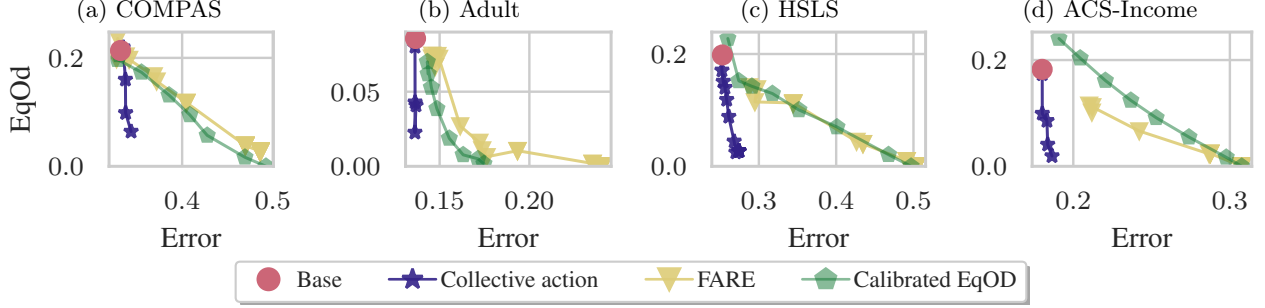 (a) COMPAS (b) Adult (c) HSLS (d) ACS-Income
EqOd
0.2 0.0 0.4 0.5 Error
0.05 0.00 0.15 0.20 Error
0.2 0.0 0.3 0.4 0.5 Error
0.2 0.0 0.2 0.3 Error
Base Collective action FARE Calibrated EqOD